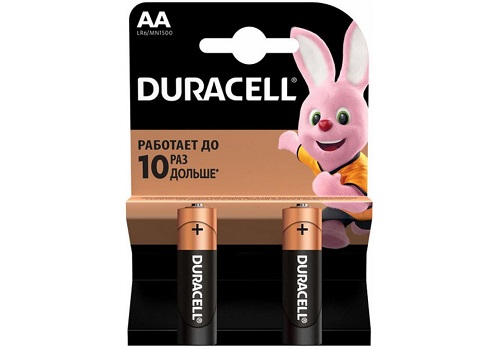 AA
LR6/MN1500
DURACELL®
РАБОТАЕТ ДО
10 РАЗ
ДОЛЬШЕ*
+
DURACELL
+
DURACELL